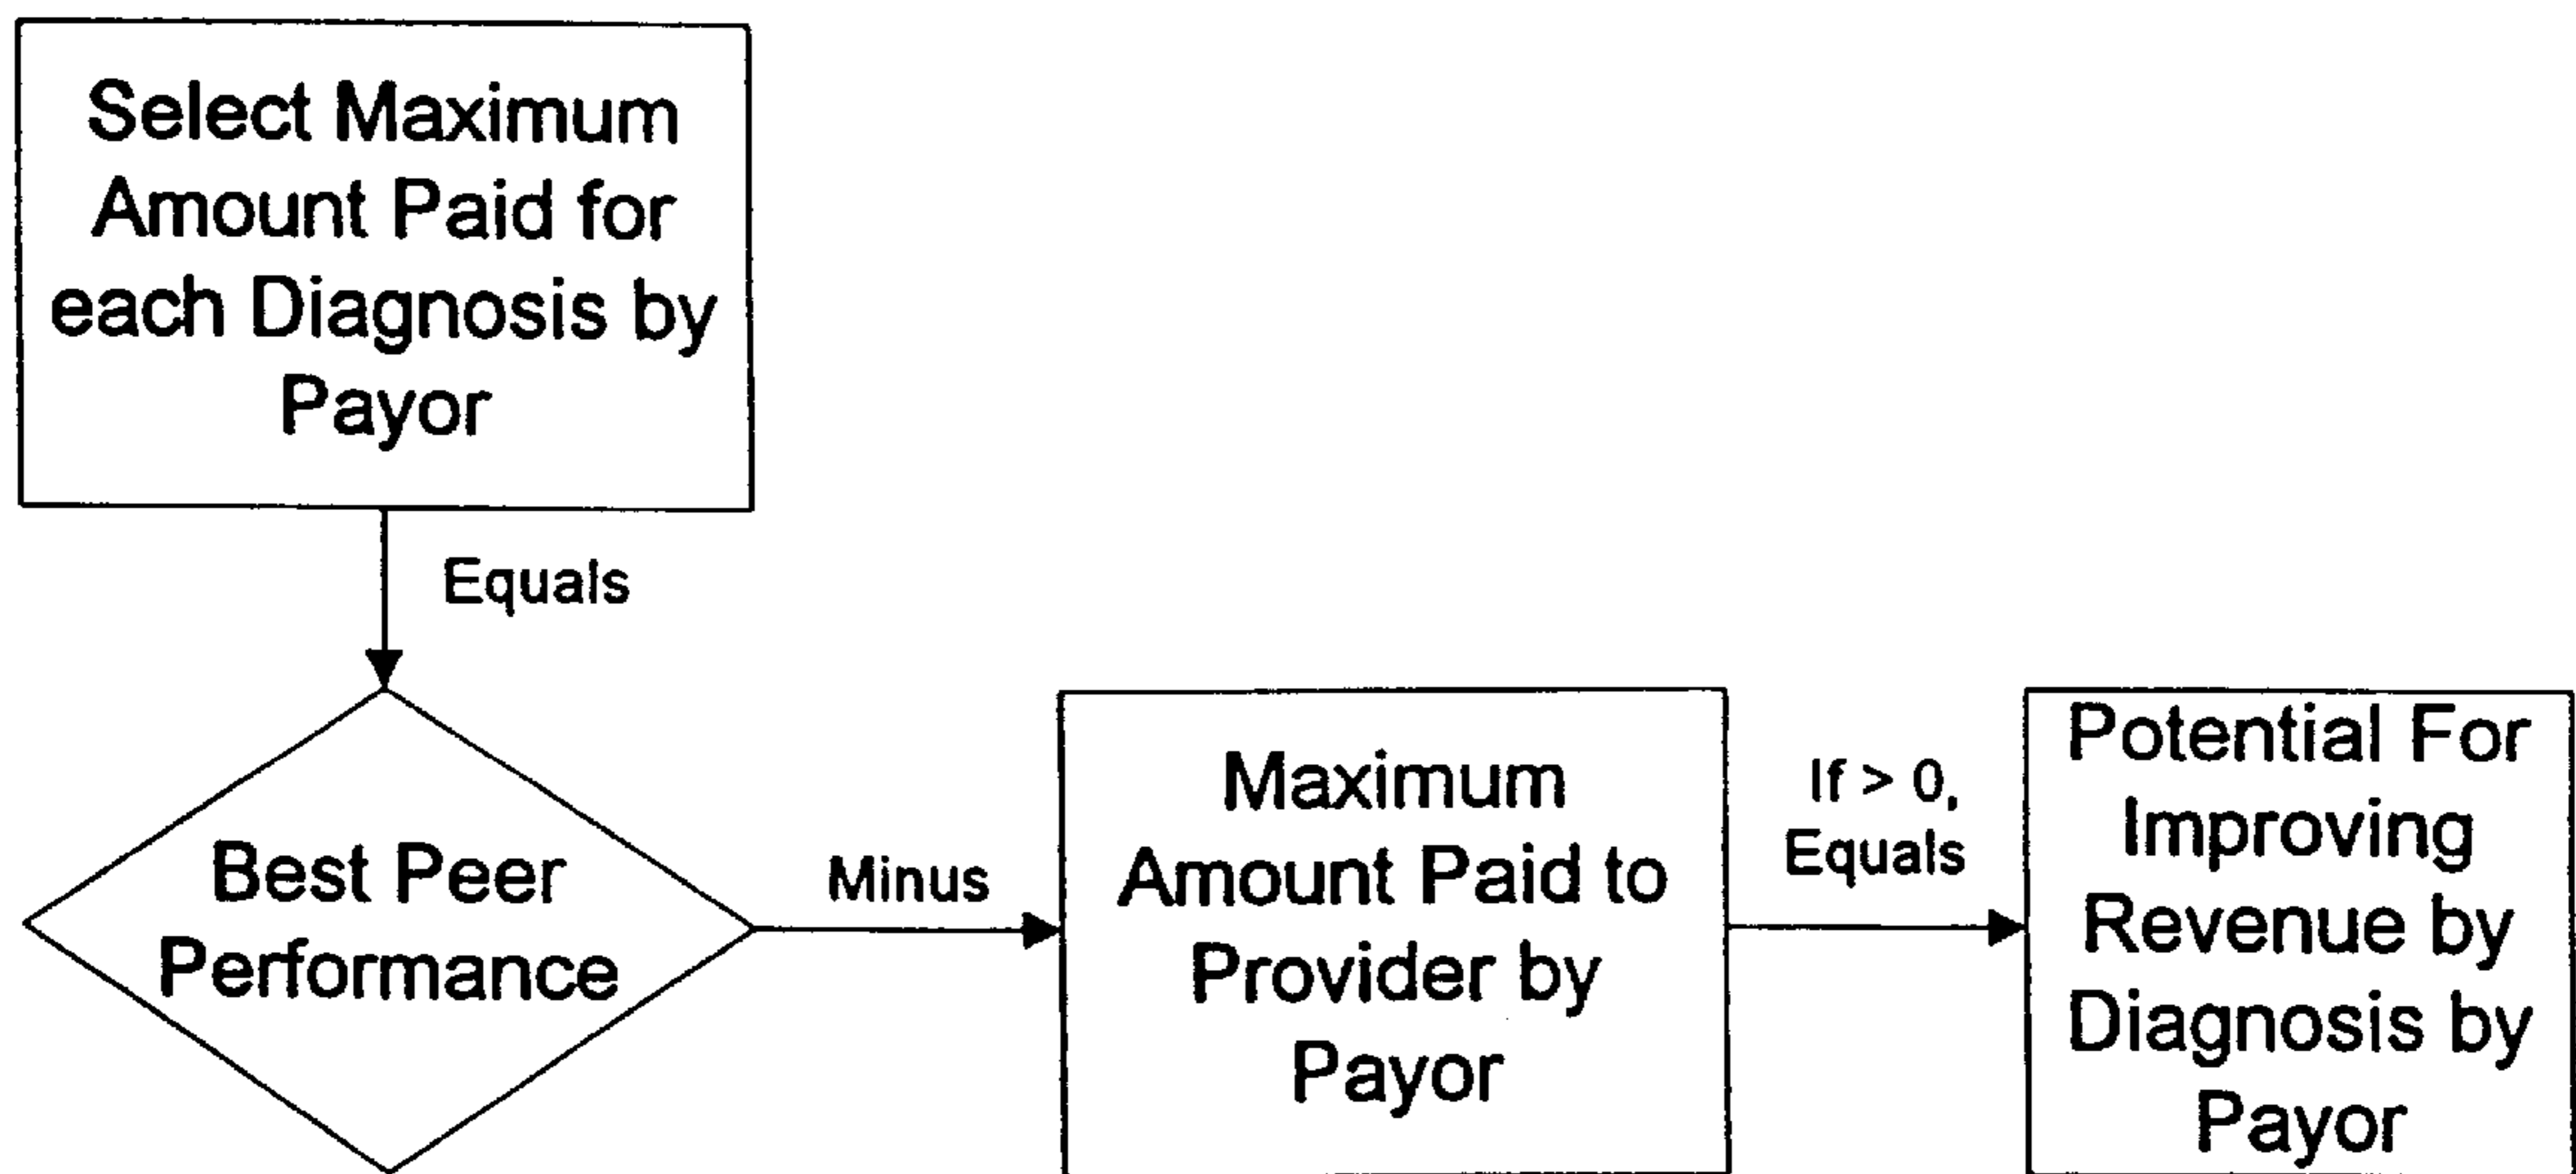 Select Maximum
Amount Paid for
each Diagnosis by
Payor
Equals
Best Peer
Performance
Minus
Maximum
Amount Paid to
Provider by
Payor
If > 0,
Equals
Potential For
Improving
Revenue by
Diagnosis by
Payor